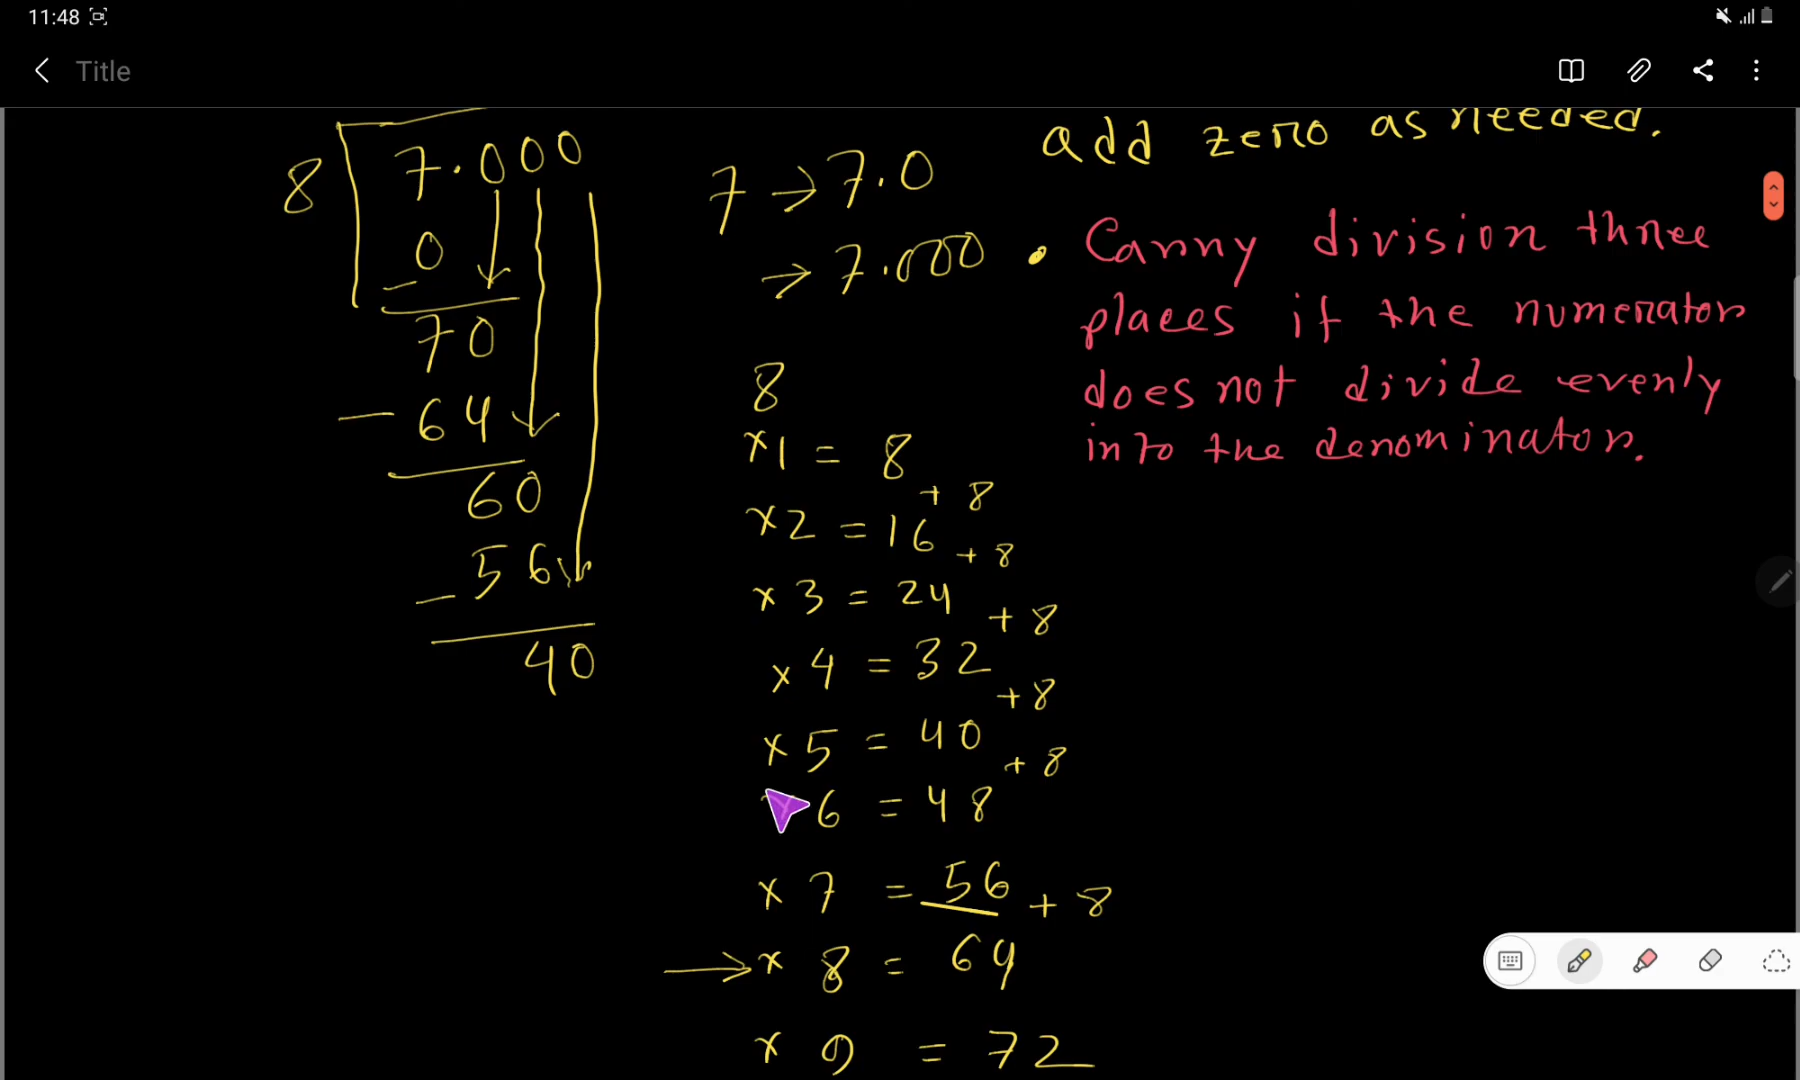 11:48
Title
add zero as needed.
8 7.000
- 0
70
- 64
60
- 56
40
7 → 7.0
→ 7.000
• Carry division three
places if the numerator
does not divide evenly
into the denominator.
8
x1 = 8
+ 8
x2 = 16
+ 8
x 3 = 24
+ 8
x 4 = 32
+ 8
x 5 = 40
+ 8
6 = 48
x 7 = 56 + 8
→ x 8 = 64
x 9 = 72